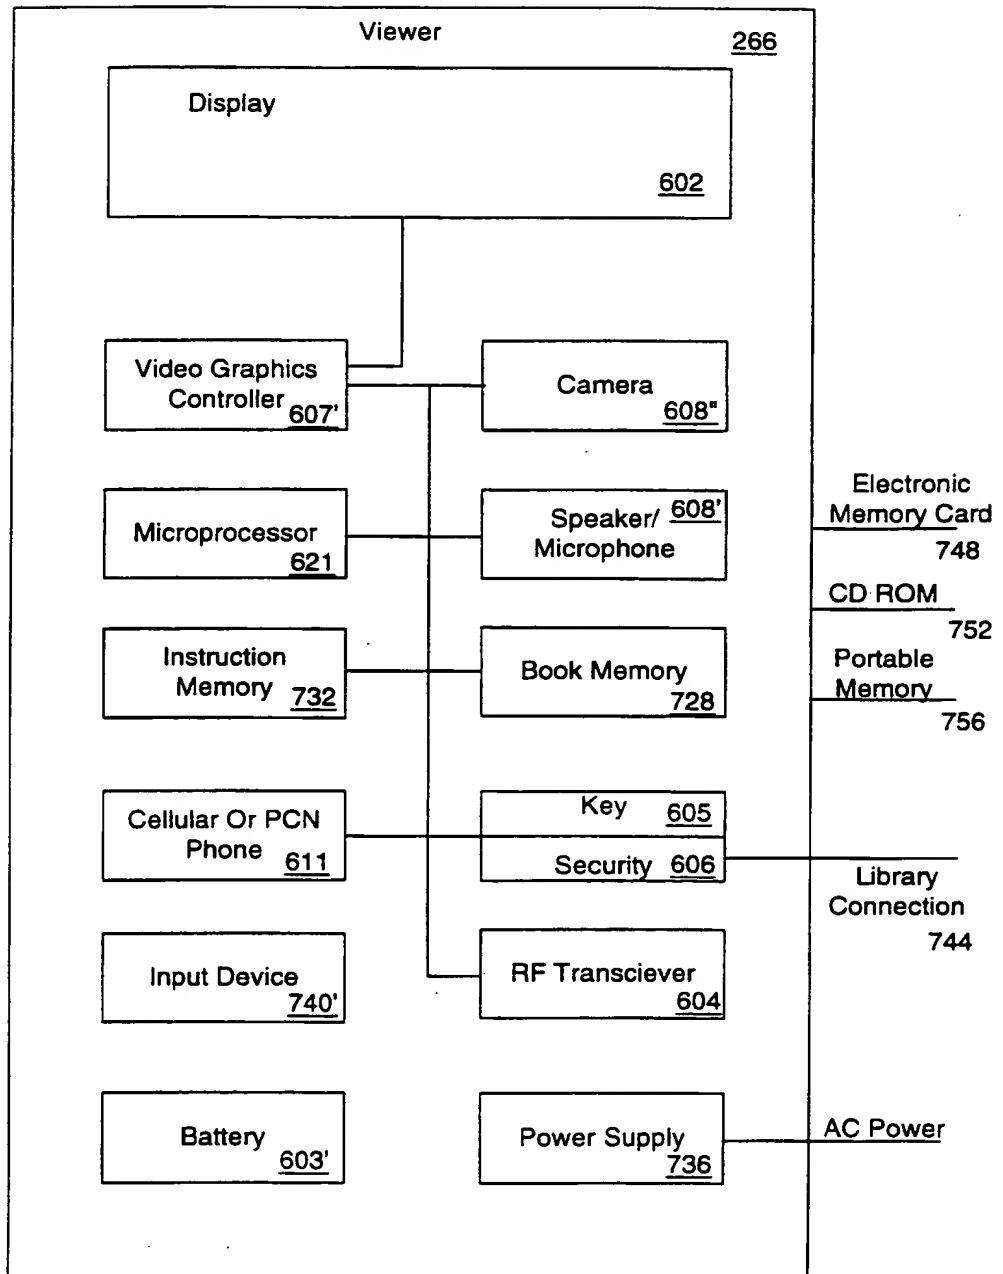 Viewer
266
Display
602
Video Graphics
Controller
607'
Camera
608"
Microprocessor
621
Speaker/
Microphone
608'
Electronic
Memory Card
748
CD ROM
752
Instruction
Memory
732
Book Memory
728
Portable
Memory
756
Cellular Or PCN
Phone
611
Key
605
Security
606
Library
Connection
744
Input Device
740'
RF Transciever
604
Battery
603'
Power Supply
736
AC Power